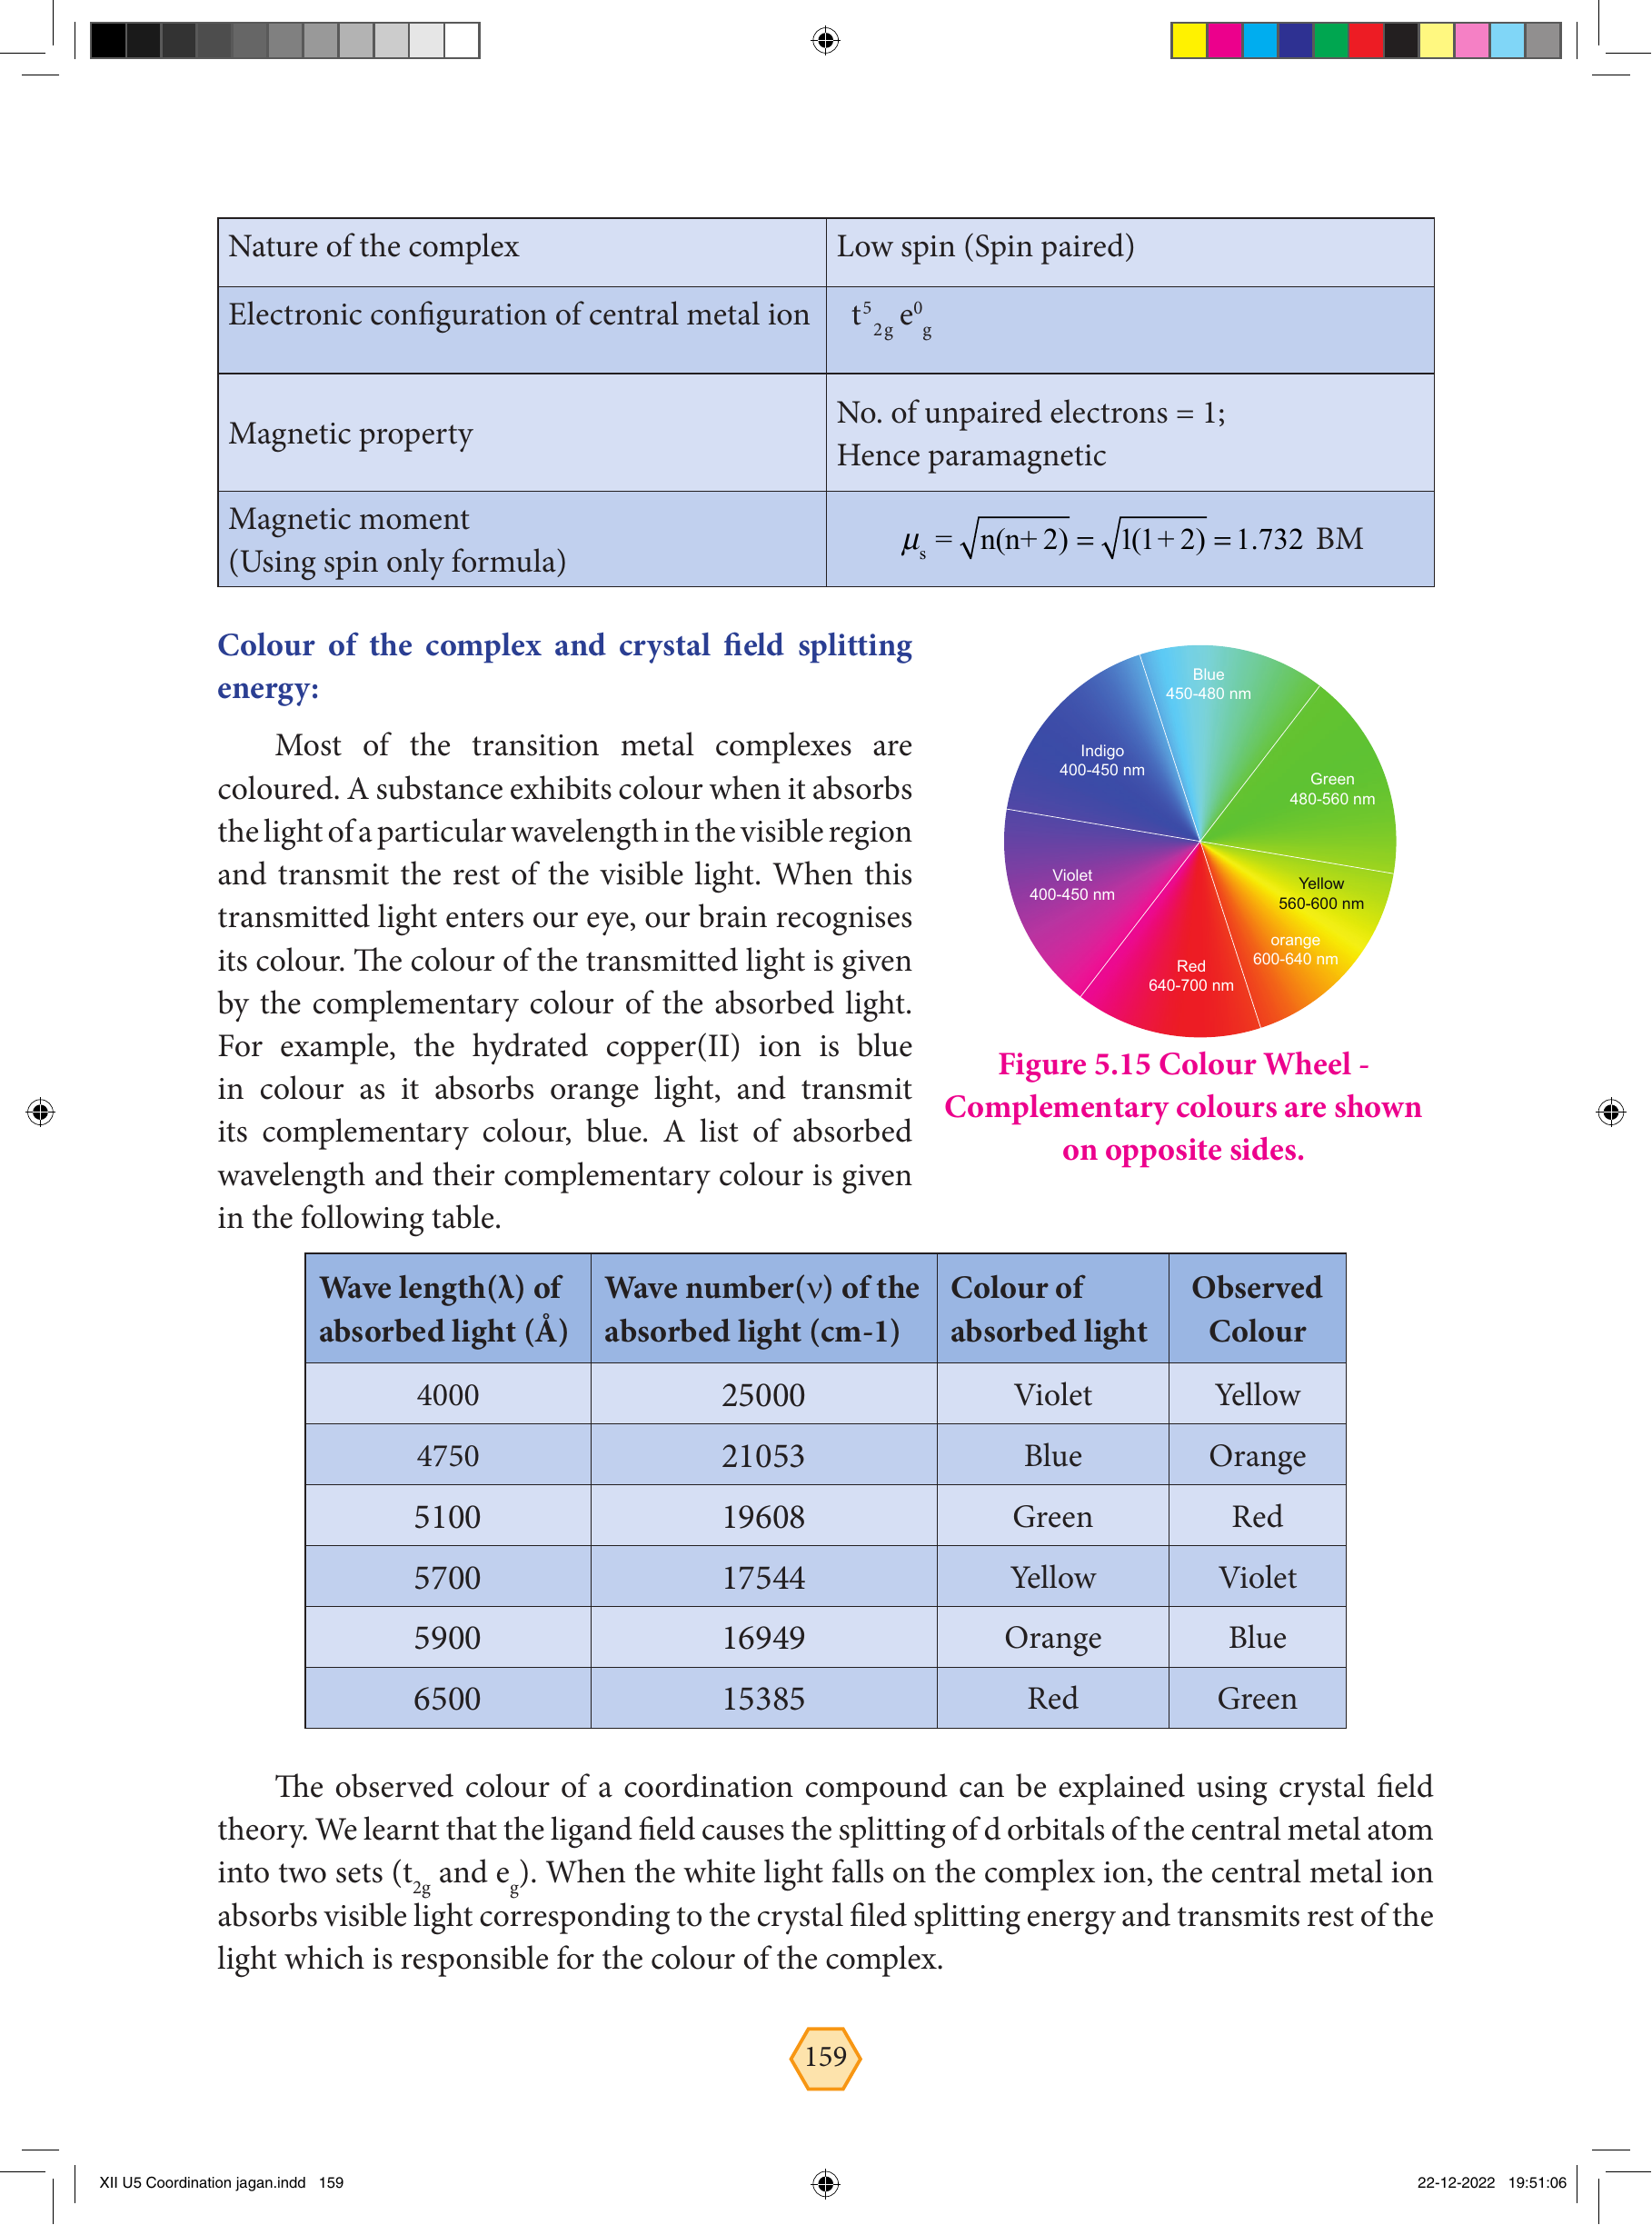 Nature of the complex
Low spin (Spin paired)
Electronic configuration of central metal ion
t⁵₂g e⁰g
Magnetic property
No. of unpaired electrons = 1;
Hence paramagnetic
Magnetic moment
(Using spin only formula)
μₛ = √n(n+ 2) = √1(1 + 2) = 1.732 BM
Colour of the complex and crystal field splitting
energy:
Most of the transition metal complexes are
coloured. A substance exhibits colour when it absorbs
the light of a particular wavelength in the visible region
and transmit the rest of the visible light. When this
transmitted light enters our eye, our brain recognises
its colour. The colour of the transmitted light is given
by the complementary colour of the absorbed light.
For example, the hydrated copper(II) ion is blue
in colour as it absorbs orange light, and transmit
its complementary colour, blue. A list of absorbed
wavelength and their complementary colour is given
in the following table.
Blue
450-480 nm
Indigo
400-450 nm
Green
480-560 nm
Violet
400-450 nm
Yellow
560-600 nm
orange
600-640 nm
Red
640-700 nm
Figure 5.15 Colour Wheel -
Complementary colours are shown
on opposite sides.
Wave length(λ) of
absorbed light (Å)
Wave number(ν) of the
absorbed light (cm-1)
Colour of
absorbed light
Observed
Colour
4000 25000 Violet Yellow
4750 21053 Blue Orange
5100 19608 Green Red
5700 17544 Yellow Violet
5900 16949 Orange Blue
6500 15385 Red Green
The observed colour of a coordination compound can be explained using crystal field
theory. We learnt that the ligand field causes the splitting of d orbitals of the central metal atom
into two sets (t₂g and eg). When the white light falls on the complex ion, the central metal ion
absorbs visible light corresponding to the crystal filed splitting energy and transmits rest of the
light which is responsible for the colour of the complex.
159
XII U5 Coordination jagan.indd 159
22-12-2022 19:51:06